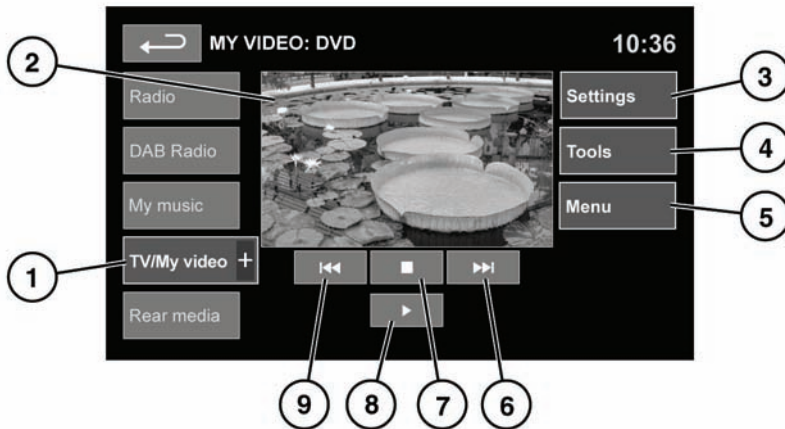 MY VIDEO: DVD
10:36
2
Radio
Settings
3
DAB Radio
Tools
4
My music
Menu
5
1
TV/My video +
Rear media
9
8
7
6